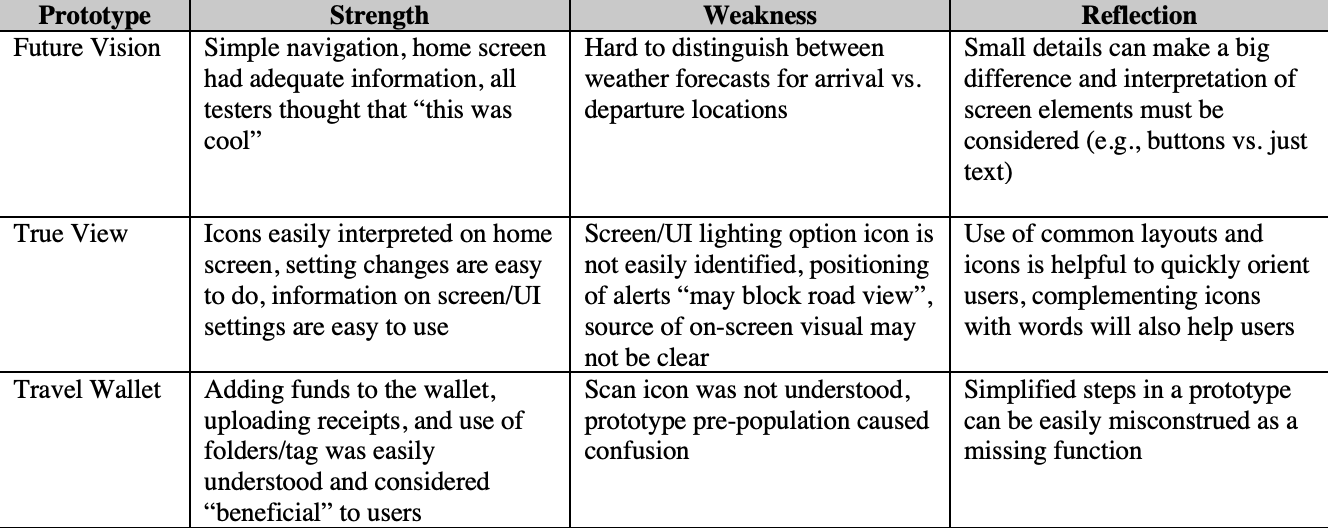 Prototype Strength Weakness Reflection
Future Vision
Simple navigation, home screen
had adequate information, all
testers thought that “this was
cool”
Hard to distinguish between
weather forecasts for arrival vs.
departure locations
Small details can make a big
difference and interpretation of
screen elements must be
considered (e.g., buttons vs. just
text)
True View
Icons easily interpreted on home
screen, setting changes are easy
to do, information on screen/UI
settings are easy to use
Screen/UI lighting option icon is
not easily identified, positioning
of alerts “may block road view”,
source of on-screen visual may
not be clear
Use of common layouts and
icons is helpful to quickly orient
users, complementing icons
with words will also help users
Travel Wallet
Adding funds to the wallet,
uploading receipts, and use of
folders/tag was easily
understood and considered
“beneficial” to users
Scan icon was not understood,
prototype pre-population caused
confusion
Simplified steps in a prototype
can be easily misconstrued as a
missing function